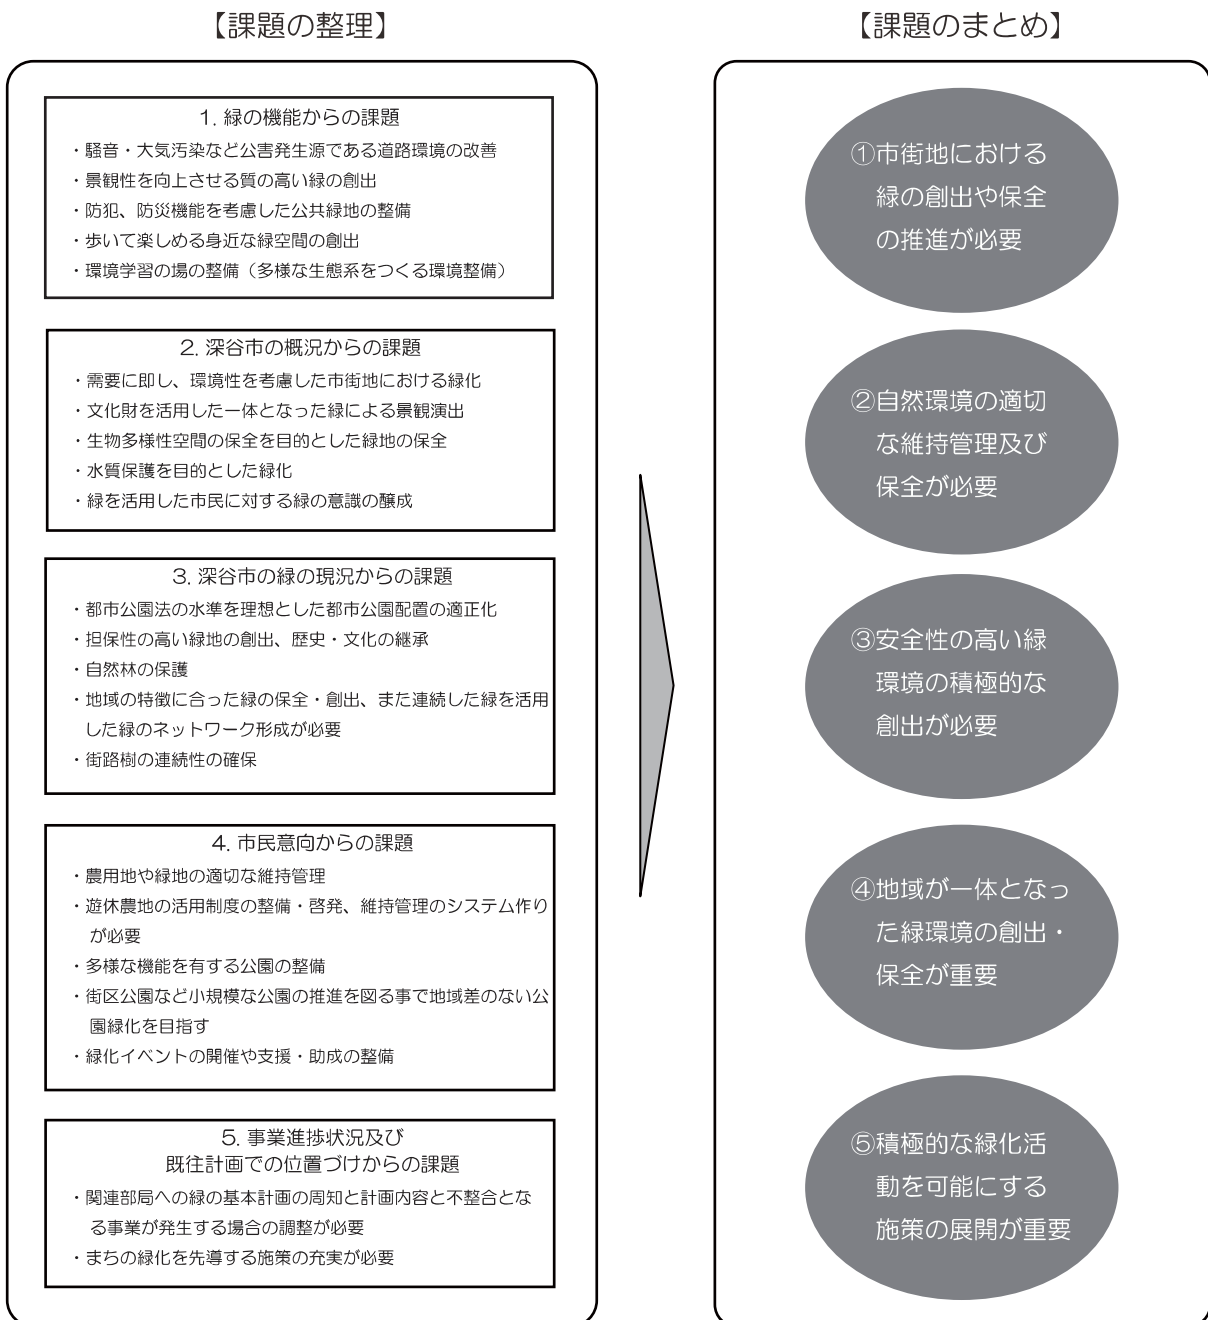 【課題の整理】
1. 緑の機能からの課題
・騒音・大気汚染など公害発生源である道路環境の改善
・景観性を向上させる質の高い緑の創出
・防犯、防災機能を考慮した公共緑地の整備
・歩いて楽しめる身近な緑空間の創出
・環境学習の場の整備（多様な生態系をつくる環境整備）
2. 深谷市の概況からの課題
・需要に即し、環境性を考慮した市街地における緑化
・文化財を活用した一体となった緑による景観演出
・生物多様性空間の保全を目的とした緑地の保全
・水質保護を目的とした緑化
・緑を活用した市民に対する緑の意識の醸成
3. 深谷市の緑の現況からの課題
・都市公園法の水準を理想とした都市公園配置の適正化
・担保性の高い緑地の創出、歴史・文化の継承
・自然林の保護
・地域の特徴に合った緑の保全・創出、また連続した緑を活用
した緑のネットワーク形成が必要
・街路樹の連続性の確保
4. 市民意向からの課題
・農用地や緑地の適切な維持管理
・遊休農地の活用制度の整備・啓発、維持管理のシステム作り
が必要
・多様な機能を有する公園の整備
・街区公園など小規模な公園の推進を図る事で地域差のない公
園緑化を目指す
・緑化イベントの開催や支援・助成の整備
5. 事業進捗状況及び
既往計画での位置づけからの課題
・関連部局への緑の基本計画の周知と計画内容と不整合とな
る事業が発生する場合の調整が必要
・まちの緑化を先導する施策の充実が必要
【課題のまとめ】
①市街地における
緑の創出や保全
の推進が必要
②自然環境の適切
な維持管理及び
保全が必要
③安全性の高い緑
環境の積極的な
創出が必要
④地域が一体となっ
た緑環境の創出・
保全が重要
⑤積極的な緑化活
動を可能にする
施策の展開が重要